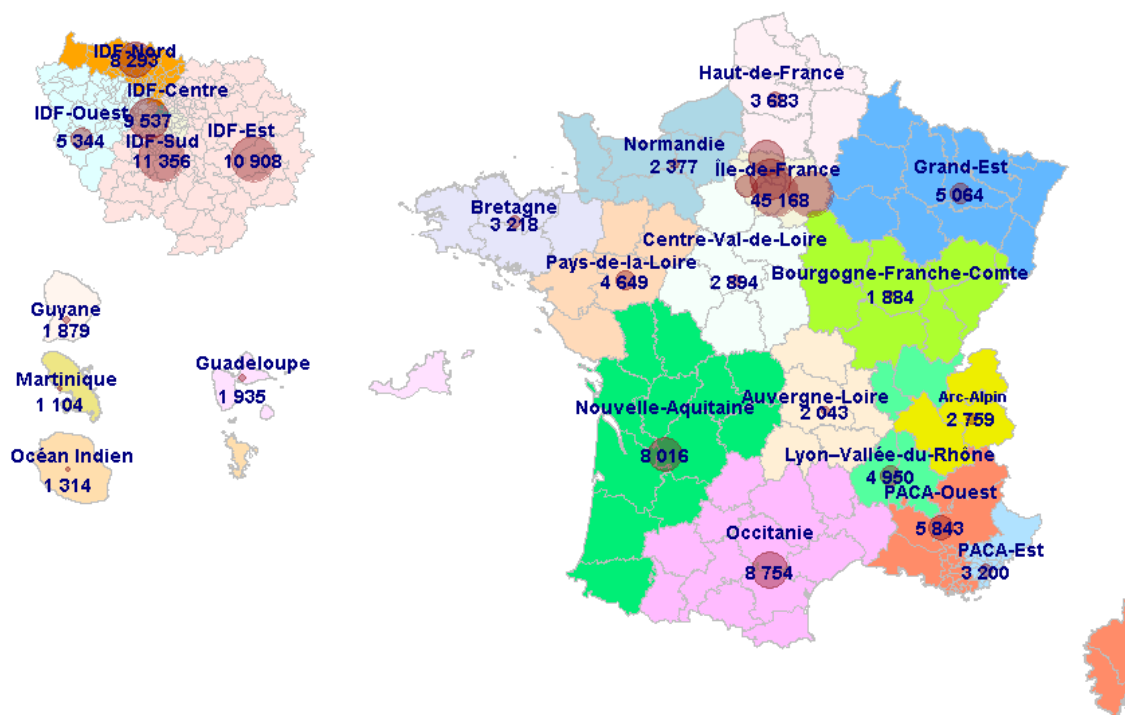 IDF-Nord
8 293
IDF-Centre
9 537
IDF-Ouest
5 344
IDF-Sud
11 356
IDF-Est
10 908
Haut-de-France
3 683
Normandie
2 377
Île-de-France
45 168
Grand-Est
5 064
Bretagne
3 218
Centre-Val-de-Loire
2 894
Pays-de-la-Loire
4 649
Bourgogne-Franche-Comte
1 884
Guyane
1 879
Guadeloupe
1 935
Martinique
1 104
Océan Indien
1 314
Nouvelle-Aquitaine
8 016
Auvergne-Loire
2 043
Arc-Alpin
2 759
Lyon–Vallée-du-Rhône
4 950
PACA-Ouest
5 843
Occitanie
8 754
PACA-Est
3 200